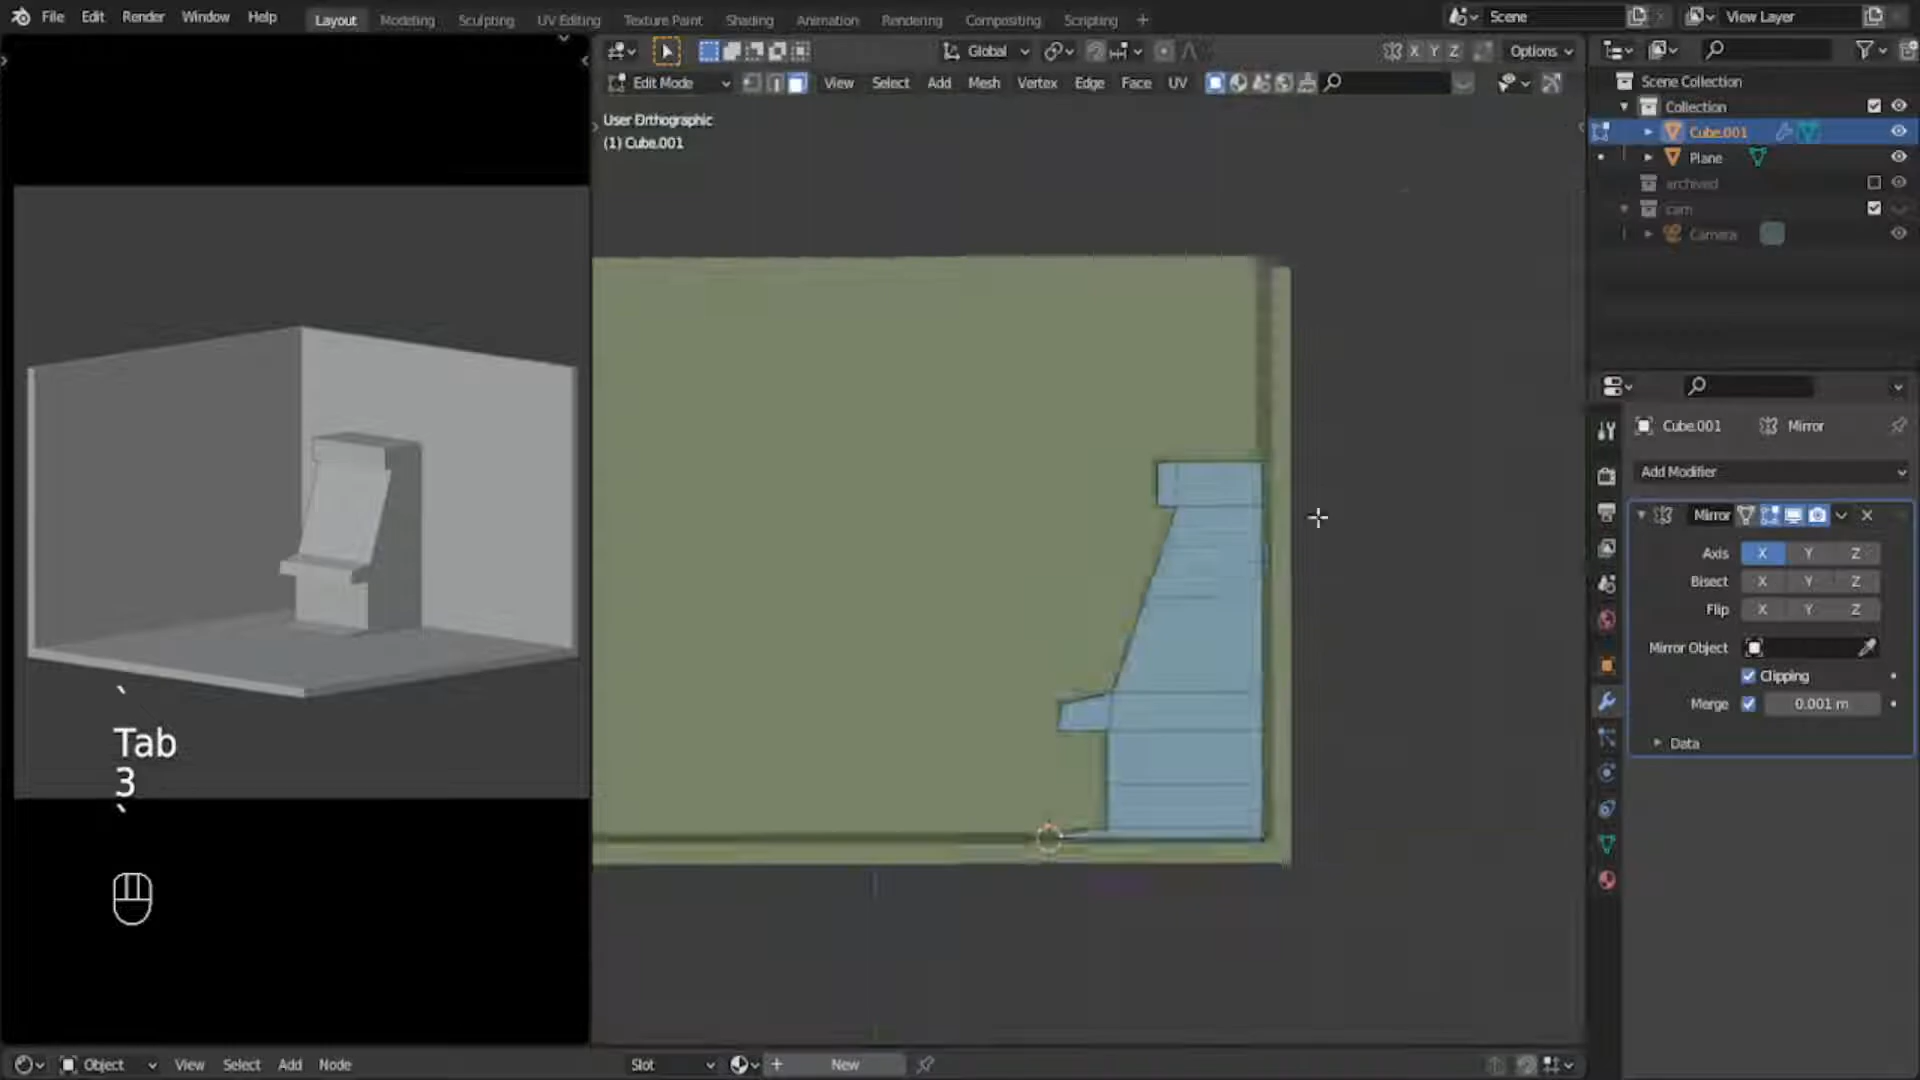 File Edit Render Window Help Layout Modeling Sculpting UV Editing Texture Paint Shading Animation Rendering Compositing Scripting + Scene View Layer
Global X Y Z Options
Edit Mode View Select Add Mesh Vertex Edge Face UV
User Orthographic
(1) Cube.001
Scene Collection
Collection
Cube.001
Plane
archived
cam
Camera
Cube.001 Mirror
Add Modifier
Mirror
Axis X Y Z
Bisect X Y Z
Flip X Y Z
Mirror Object
Clipping
Merge 0.001 m
Data
`
Tab
3
`
Object View Select Add Node Slot + New